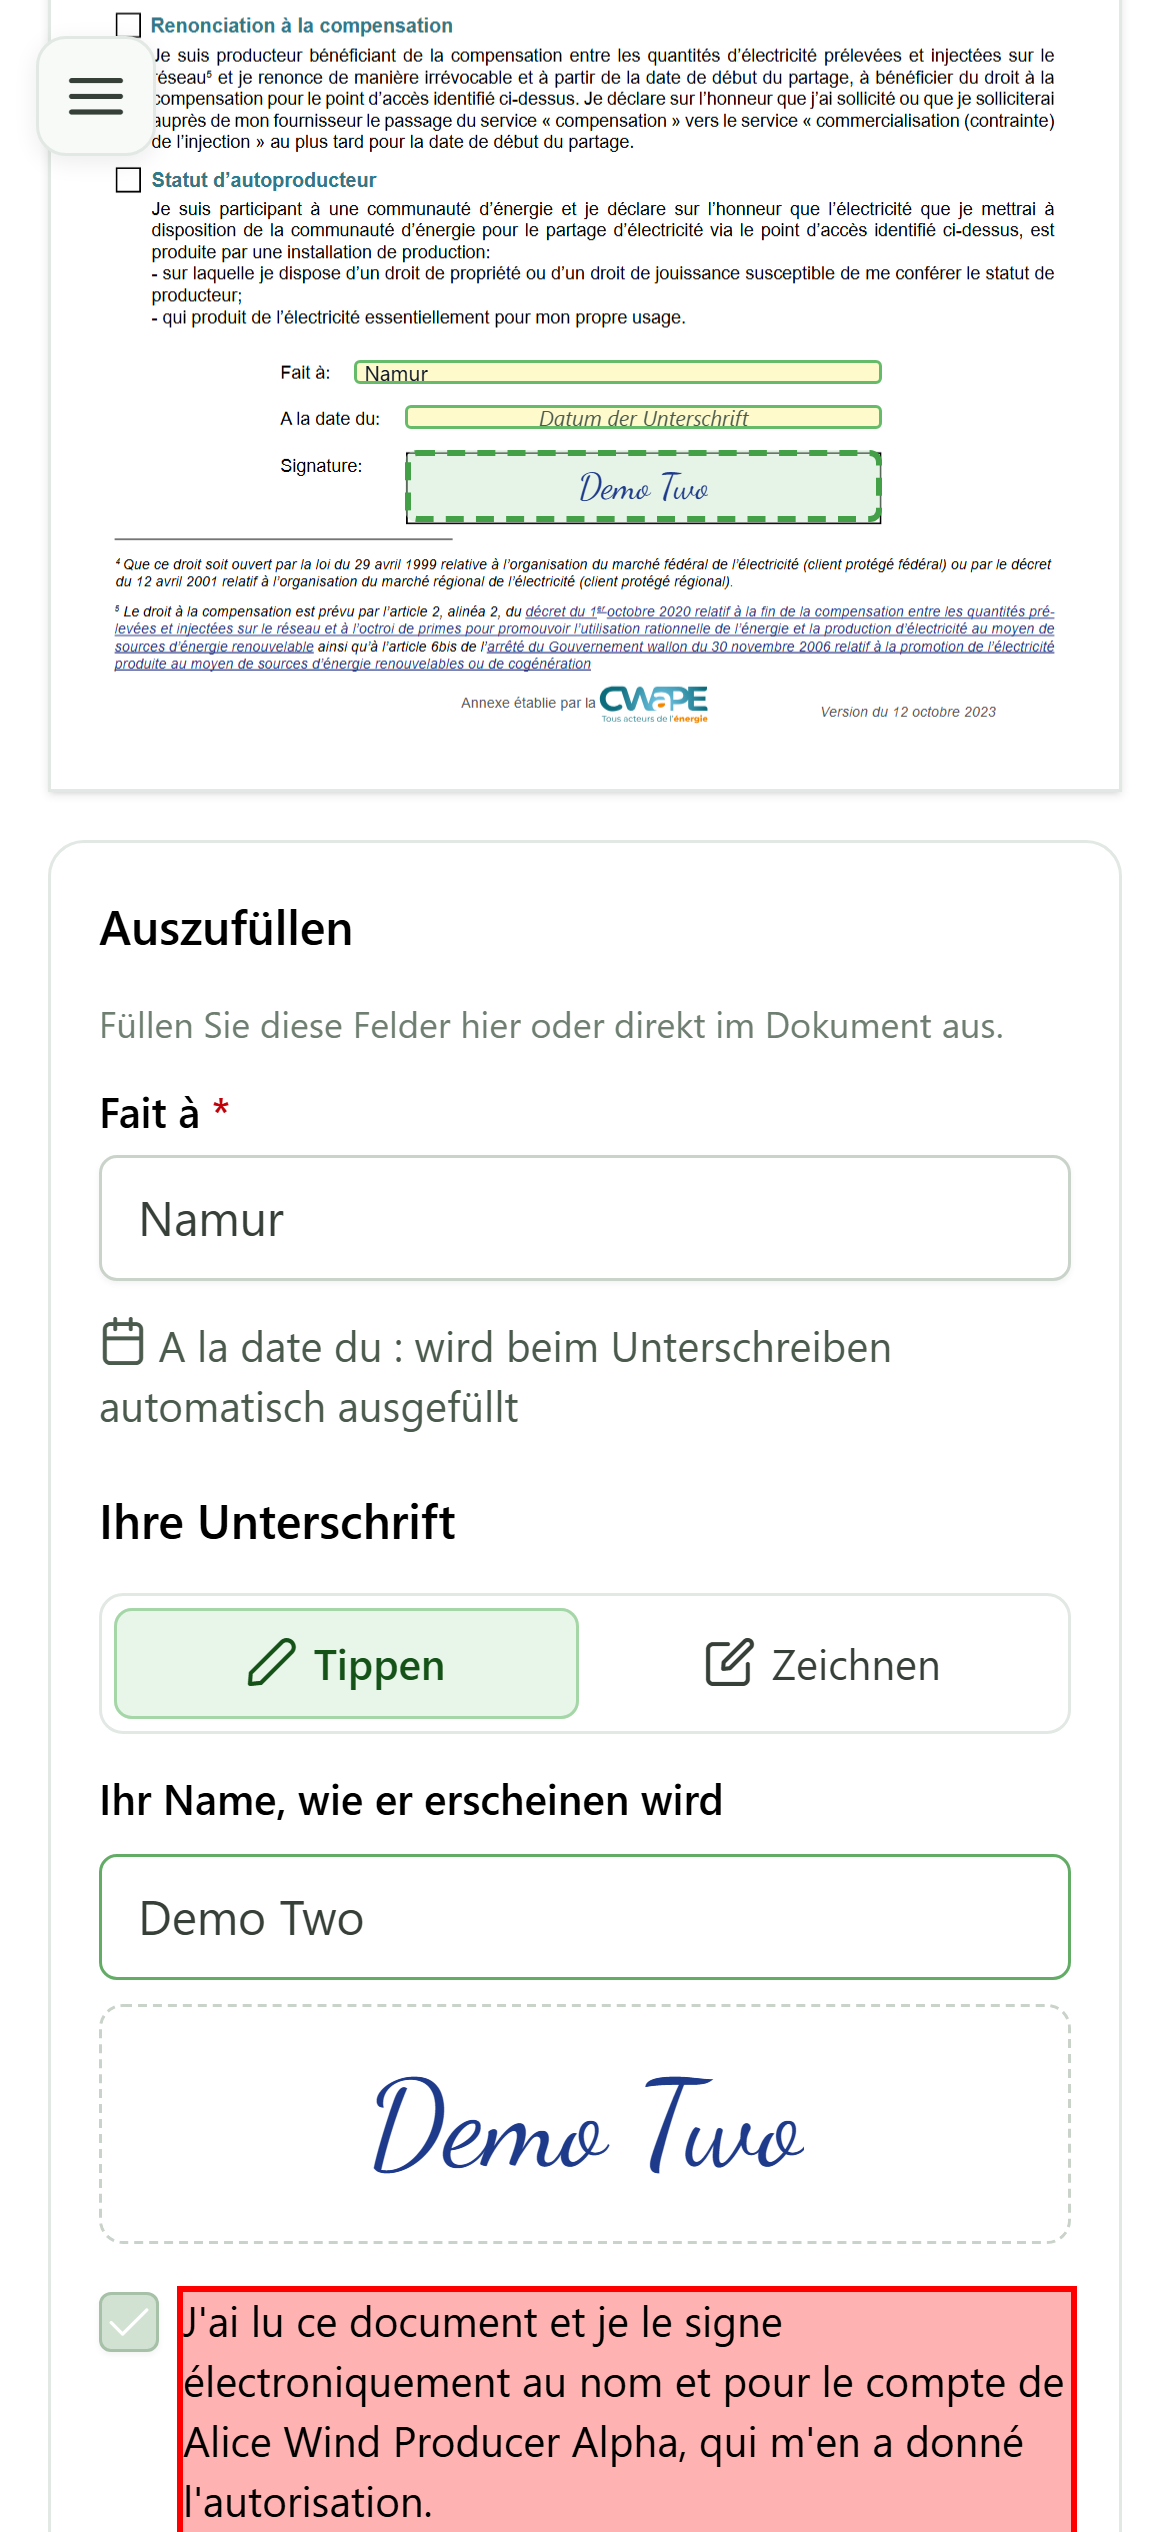 Renonciation à la compensation
Je suis producteur bénéficiant de la compensation entre les quantités d'électricité prélevées et injectées sur le
réseau⁵ et je renonce de manière irrévocable et à partir de la date de début du partage, à bénéficier du droit à la
compensation pour le point d'accès identifié ci-dessus. Je déclare sur l'honneur que j'ai sollicité ou que je solliciterai
auprès de mon fournisseur le passage du service « compensation » vers le service « commercialisation (contrainte)
de l'injection » au plus tard pour la date de début du partage.
Statut d'autoproducteur
Je suis participant à une communauté d'énergie et je déclare sur l'honneur que l'électricité que je mettrai à
disposition de la communauté d'énergie pour le partage d'électricité via le point d'accès identifié ci-dessus, est
produite par une installation de production:
- sur laquelle je dispose d'un droit de propriété ou d'un droit de jouissance susceptible de me conférer le statut de
producteur;
- qui produit de l'électricité essentiellement pour mon propre usage.
Fait à: Namur
A la date du: Datum der Unterschrift
Signature: Demo Two
⁴ Que ce droit soit ouvert par la loi du 29 avril 1999 relative à l'organisation du marché fédéral de l'électricité (client protégé fédéral) ou par le décret
du 12 avril 2001 relatif à l'organisation du marché régional de l'électricité (client protégé régional).
⁵ Le droit à la compensation est prévu par l'article 2, alinéa 2, du décret du 1er octobre 2020 relatif à la fin de la compensation entre les quantités pré-
levées et injectées sur le réseau et à l'octroi de primes pour promouvoir l'utilisation rationnelle de l'énergie et la production d'électricité au moyen de
sources d'énergie renouvelable ainsi qu'à l'article 6bis de l'arrêté du Gouvernement wallon du 30 novembre 2006 relatif à la promotion de l'électricité
produite au moyen de sources d'énergie renouvelables ou de cogénération
Annexe établie par la CWaPE
Tous acteurs de l'énergie
Version du 12 octobre 2023
Auszufüllen
Füllen Sie diese Felder hier oder direkt im Dokument aus.
Fait à *
Namur
A la date du : wird beim Unterschreiben
automatisch ausgefüllt
Ihre Unterschrift
Tippen
Zeichnen
Ihr Name, wie er erscheinen wird
Demo Two
Demo Two
J'ai lu ce document et je le signe
électroniquement au nom et pour le compte de
Alice Wind Producer Alpha, qui m'en a donné
l'autorisation.